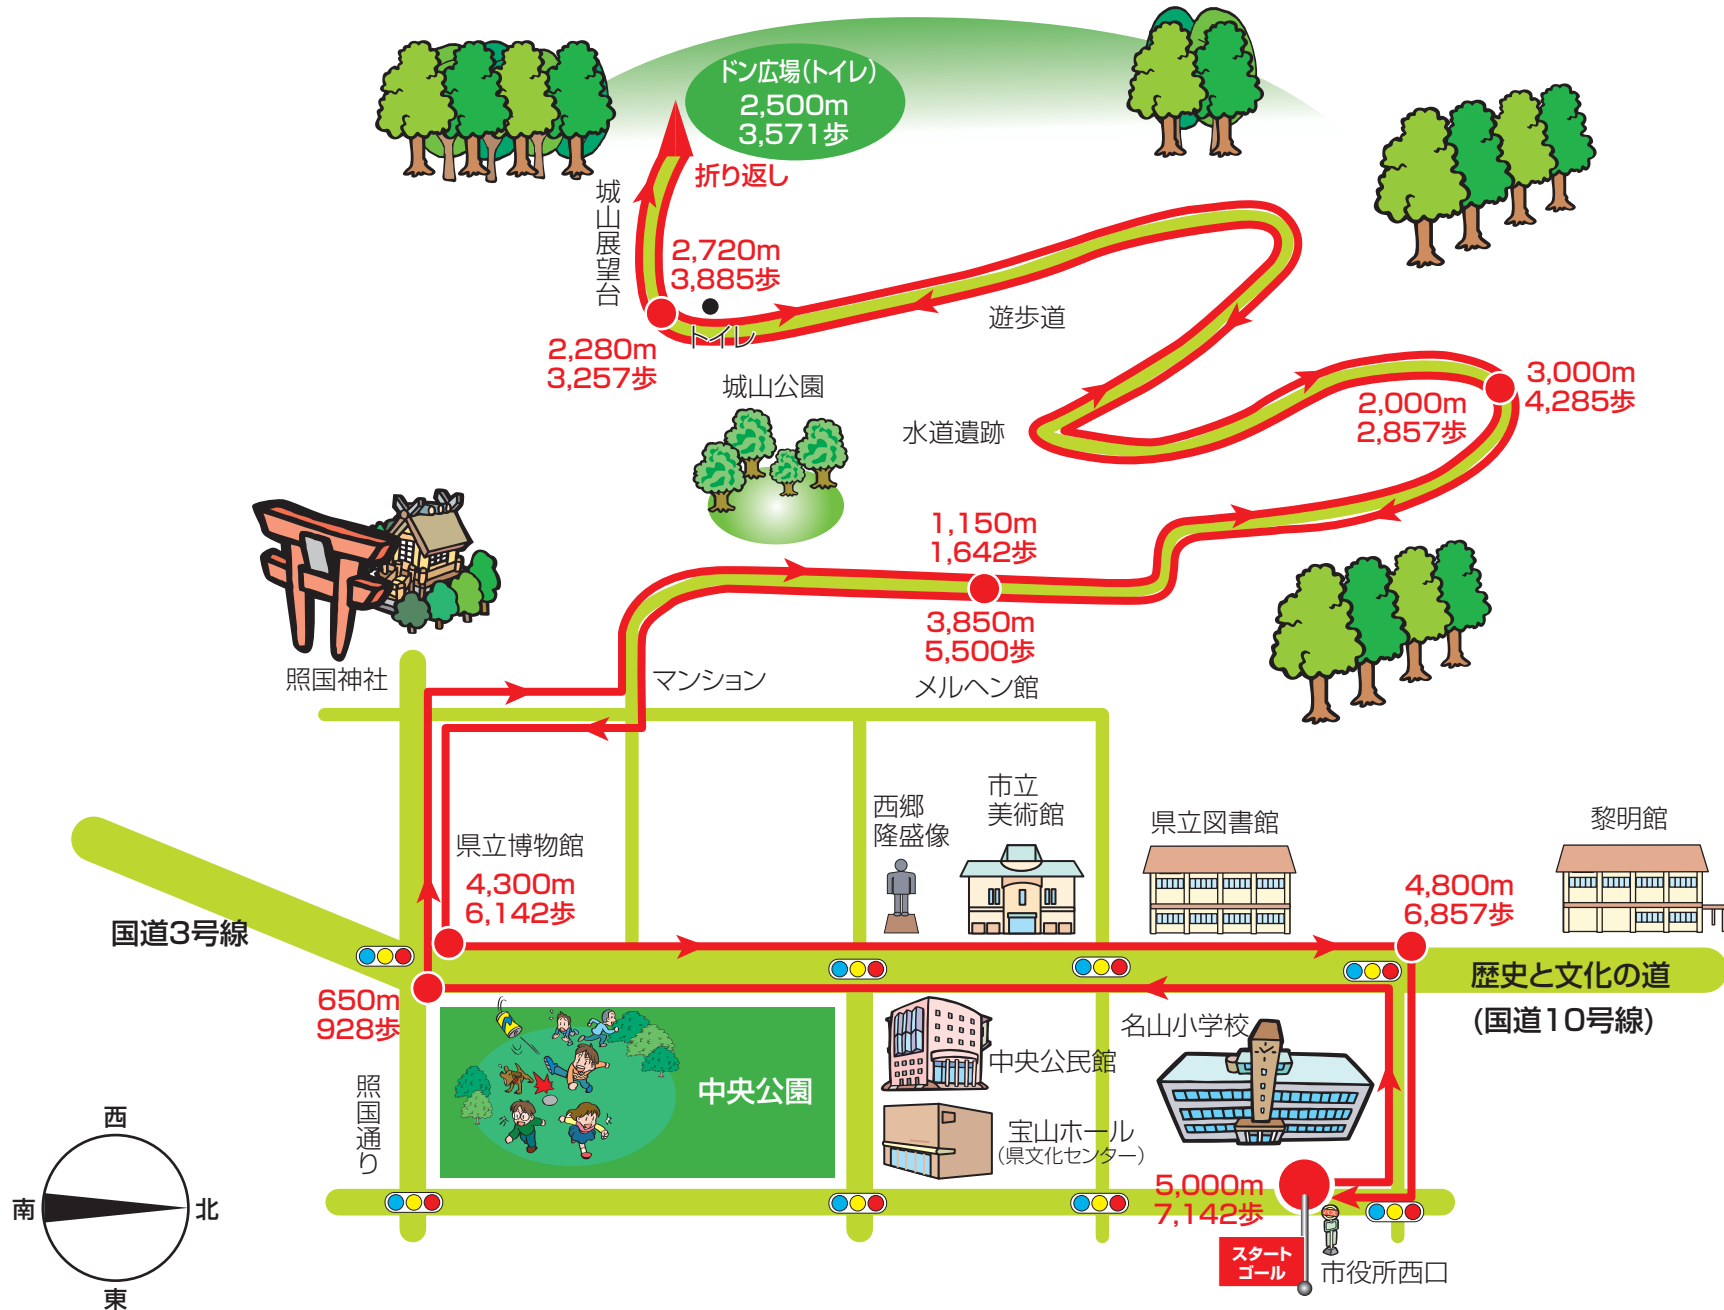 ドン広場(トイレ)
2,500m
3,571歩
折り返し
城山展望台
2,720m
3,885歩
トイレ
2,280m
3,257歩
遊歩道
城山公園
水道遺跡
3,000m
4,285歩
2,000m
2,857歩
1,150m
1,642歩
3,850m
5,500歩
メルヘン館
照国神社
マンション
西郷
隆盛像
市立
美術館
県立図書館
黎明館
県立博物館
4,300m
6,142歩
4,800m
6,857歩
国道3号線
歴史と文化の道
(国道10号線)
650m
928歩
照国通り
中央公園
中央公民館
宝山ホール
(県文化センター)
名山小学校
5,000m
7,142歩
スタート
ゴール
市役所西口
西
南
北
東